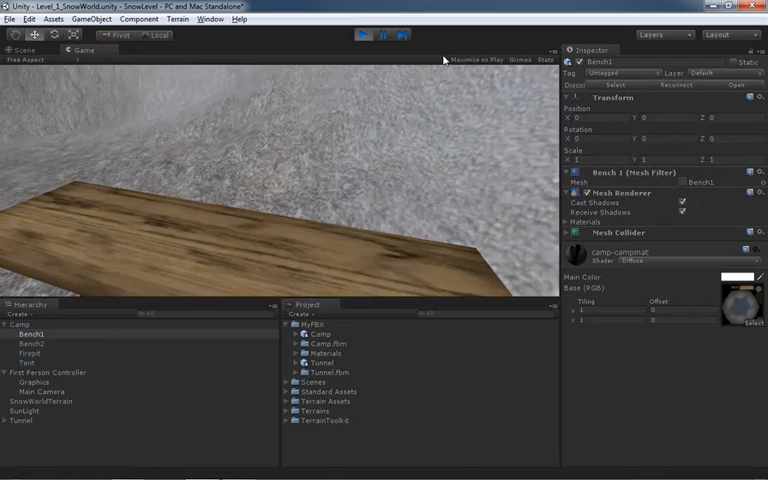 Unity - Level_1_SnowWorld.unity - SnowLevel - PC and Mac Standalone*
File Edit Assets GameObject Component Terrain Window Help
Pivot Local Layers Layout
Scene Game
Free Aspect Maximize on Play Gizmos Stats
Inspector
Bench1 Static
Tag Untagged Layer Default
Discor Select Reconnect Open
Transform
Position
X 0 Y 0 Z 0
Rotation
X 0 Y 0 Z 0
Scale
X 1 Y 1 Z 1
Bench 1 (Mesh Filter)
Mesh Bench1
Mesh Renderer
Cast Shadows
Receive Shadows
Materials
Mesh Collider
camp-campmat
Shader Diffuse
Main Color
Base (RGB)
Tiling Offset
x 1 0
y 1 0
Select
Hierarchy
Create All
Camp
Bench1
Bench2
Firepit
Tent
First Person Controller
Graphics
Main Camera
SnowWorldTerrain
SunLight
Tunnel
Project
Create All
MyFBX
Camp
Camp.fbm
Materials
Tunnel
Tunnel.fbm
Scenes
Standard Assets
Terrain Assets
Terrains
TerrainToolkit